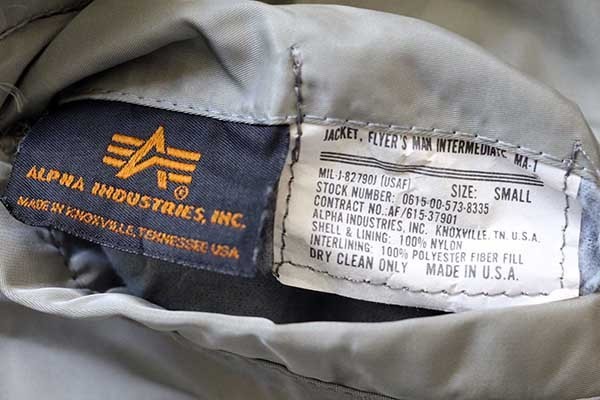 ALPHA INDUSTRIES, INC.
MADE IN KNOXVILLE, TENNESSEE USA
JACKET, FLYER'S MAN INTERMEDIATE MA-1
MIL-J-8279OJ (USAF) SIZE: SMALL
STOCK NUMBER: 0615-00-573-8335
CONTRACT NO.:AF/615-37901
ALPHA INDUSTRIES, INC. KNOXVILLE, TN. U.S.A.
SHELL & LINING: 100% NYLON
INTERLINING: 100% POLYESTER FIBER FILL
DRY CLEAN ONLY MADE IN U.S.A.